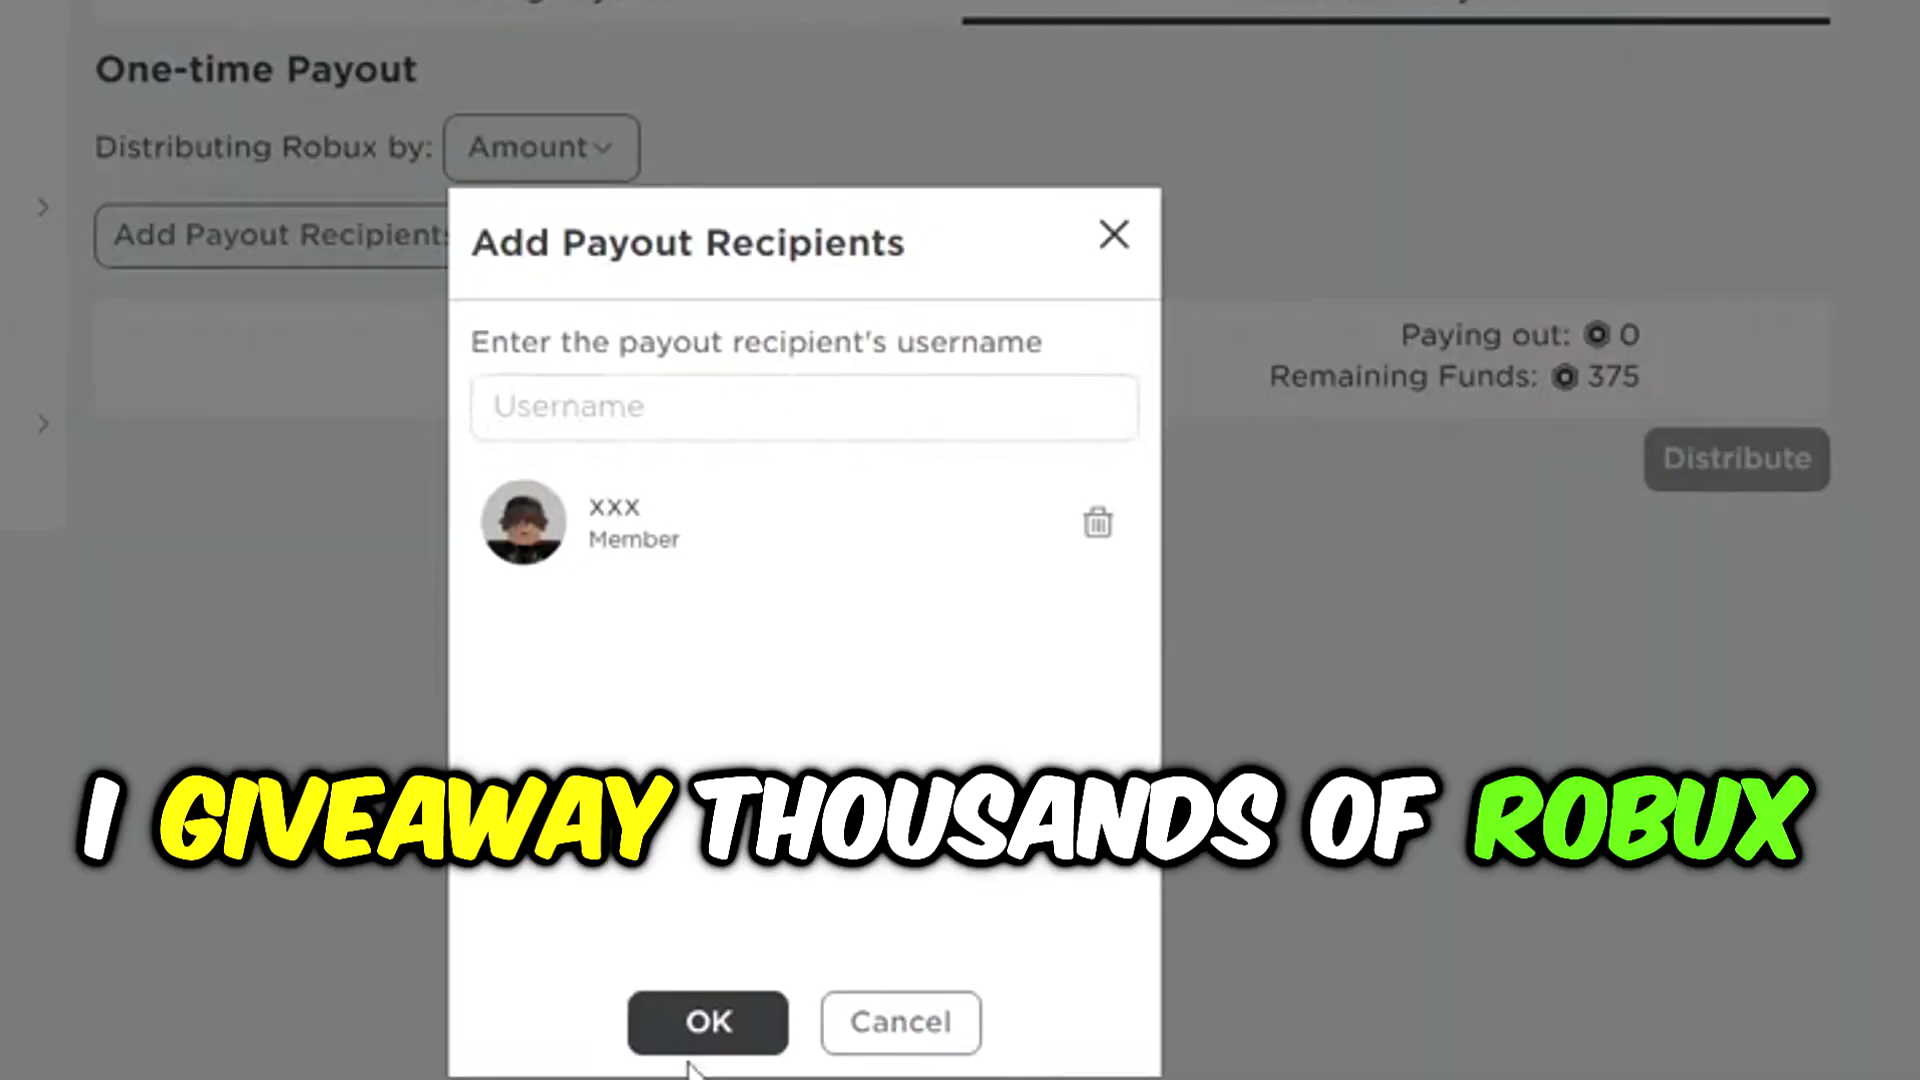 One-time Payout
Distributing Robux by: Amount
Add Payout Recipients
Add Payout Recipients
Enter the payout recipient's username
Username
xxx
Member
Paying out: 0
Remaining Funds: 375
Distribute
I GIVEAWAY THOUSANDS OF ROBUX
OK Cancel